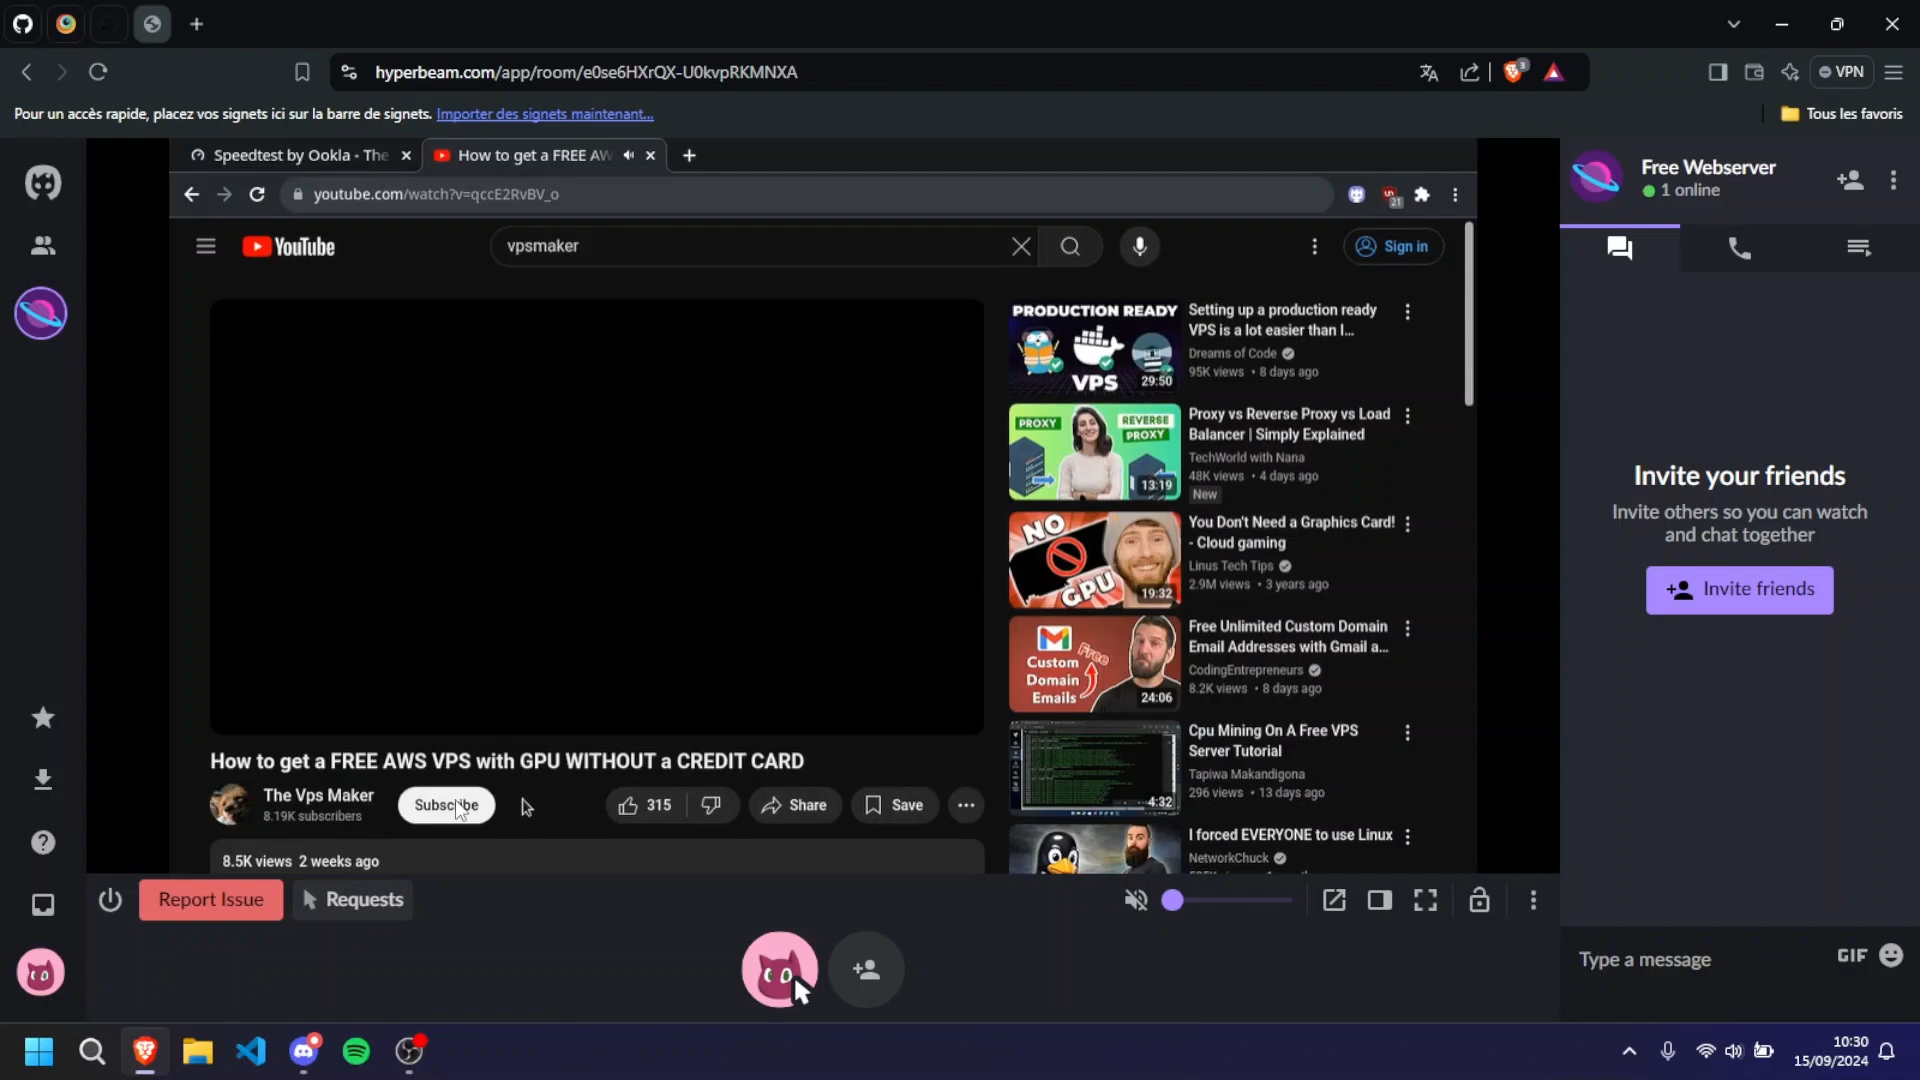 hyperbeam.com/app/room/e0se6HXrQX-U0kvpRKMNXA
3
VPN
Pour un accès rapide, placez vos signets ici sur la barre de signets. Importer des signets maintenant...
Tous les favoris
Speedtest by Ookla - The
How to get a FREE AW
youtube.com/watch?v=qccE2RvBV_o
21
YouTube
vpsmaker
Sign in
PRODUCTION READY
VPS
29:50
Setting up a production ready
VPS is a lot easier than I...
Dreams of Code
95K views • 8 days ago
PROXY
REVERSE
PROXY
13:19
Proxy vs Reverse Proxy vs Load
Balancer | Simply Explained
TechWorld with Nana
48K views • 4 days ago
New
NO
GPU
19:32
You Don't Need a Graphics Card!
- Cloud gaming
Linus Tech Tips
2.9M views • 3 years ago
Custom
Domain
Emails
Free
24:06
Free Unlimited Custom Domain
Email Addresses with Gmail a...
CodingEntrepreneurs
8.2K views • 8 days ago
4:32
Cpu Mining On A Free VPS
Server Tutorial
Tapiwa Makandigona
296 views • 13 days ago
I forced EVERYONE to use Linux
NetworkChuck
How to get a FREE AWS VPS with GPU WITHOUT a CREDIT CARD
The Vps Maker
8.19K subscribers
Subscribe
315
Share
Save
8.5K views 2 weeks ago
Report Issue
Requests
Free Webserver
1 online
Invite your friends
Invite others so you can watch
and chat together
Invite friends
Type a message
GIF
10:30
15/09/2024